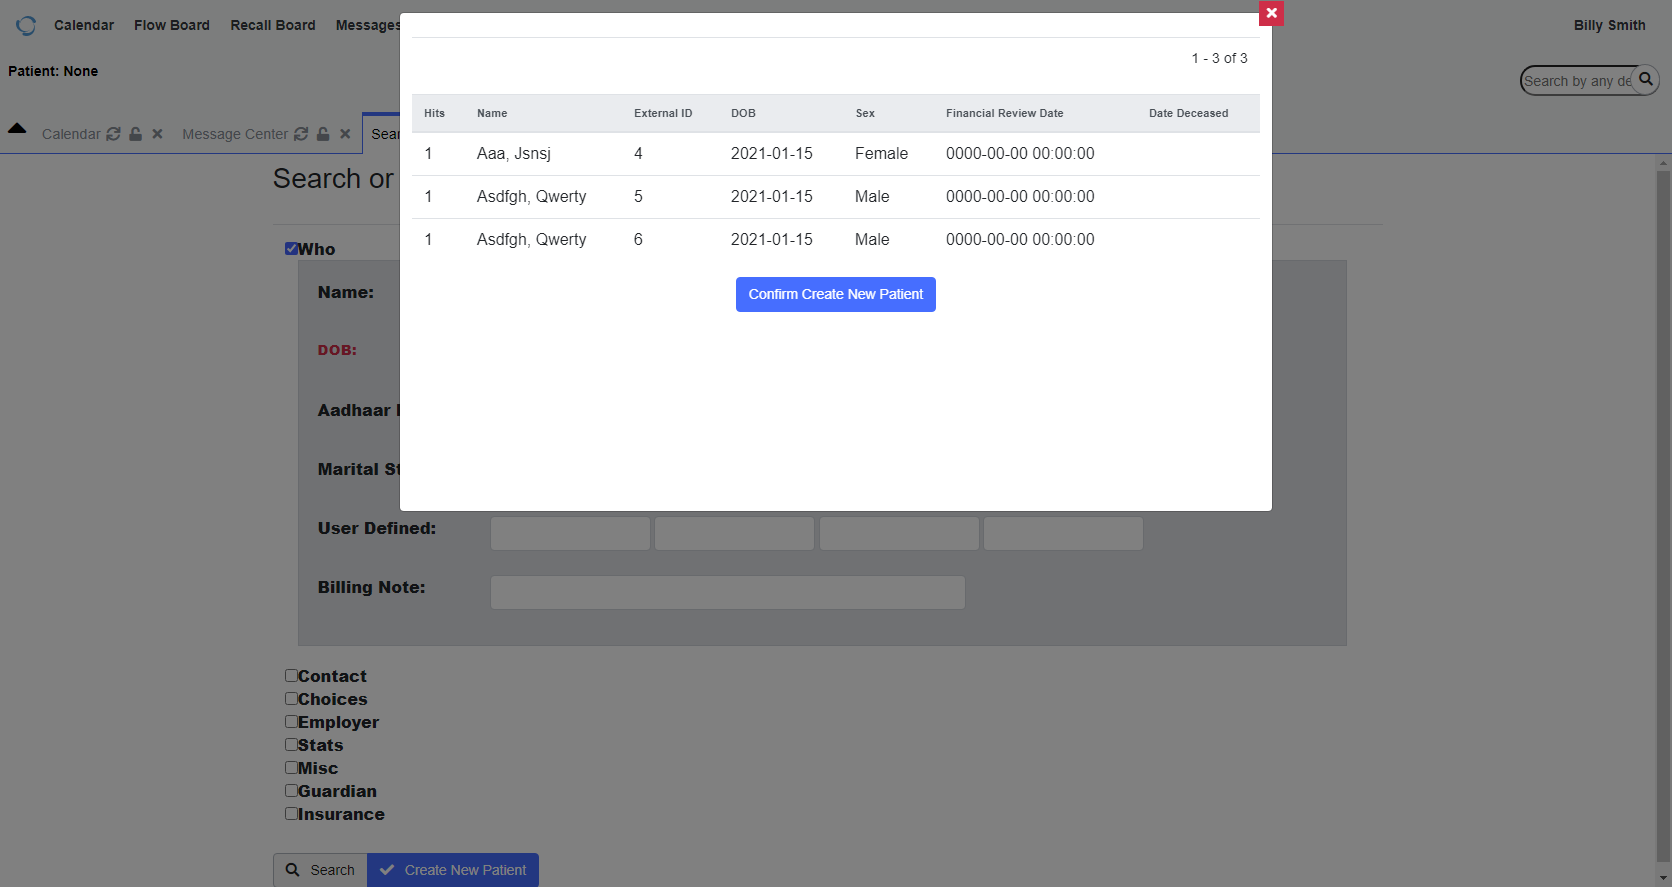 Calendar Flow Board Recall Board Messages Billy Smith
Patient: None
Search by any de
Calendar Message Center Sear
1 - 3 of 3
Hits Name External ID DOB Sex Financial Review Date Date Deceased
1 Aaa, Jsnsj 4 2021-01-15 Female 0000-00-00 00:00:00
1 Asdfgh, Qwerty 5 2021-01-15 Male 0000-00-00 00:00:00
1 Asdfgh, Qwerty 6 2021-01-15 Male 0000-00-00 00:00:00
Confirm Create New Patient
Search or
Who
Name:
DOB:
Aadhaar
Marital St
User Defined:
Billing Note:
Contact
Choices
Employer
Stats
Misc
Guardian
Insurance
Search Create New Patient